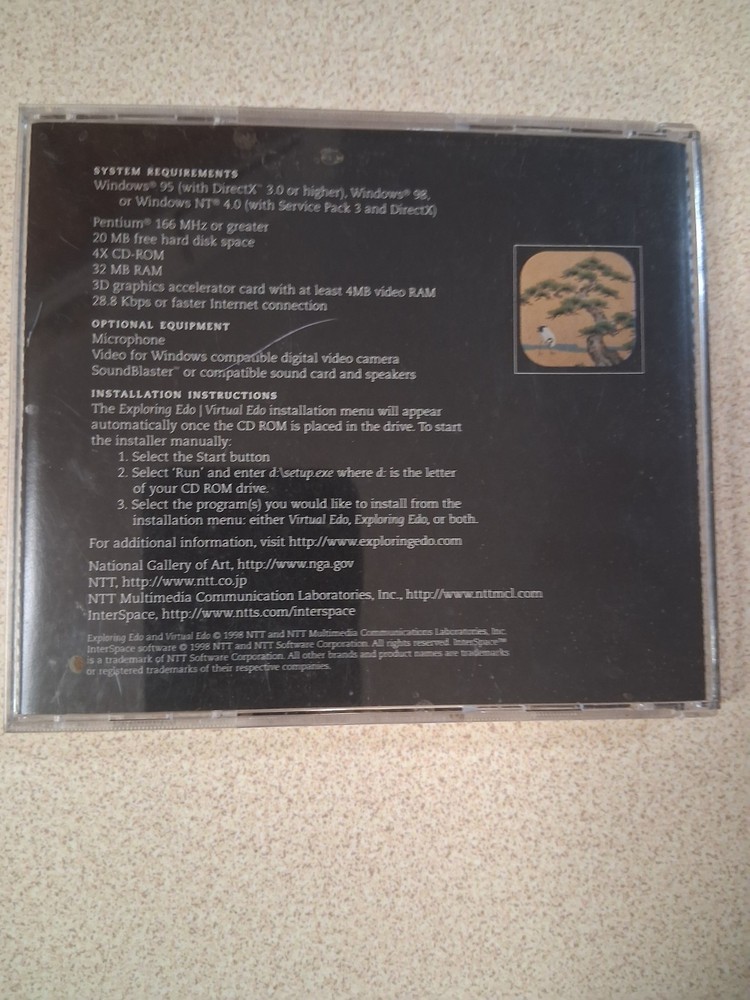 SYSTEM REQUIREMENTS
Windows® 95 (with DirectX™ 3.0 or higher), Windows® 98,
or Windows NT® 4.0 (with Service Pack 3 and DirectX)
Pentium® 166 MHz or greater
20 MB free hard disk space
4X CD-ROM
32 MB RAM
3D graphics accelerator card with at least 4MB video RAM
28.8 Kbps or faster Internet connection
OPTIONAL EQUIPMENT
Microphone
Video for Windows compatible digital video camera
SoundBlaster™ or compatible sound card and speakers
INSTALLATION INSTRUCTIONS
The Exploring Edo | Virtual Edo installation menu will appear
automatically once the CD ROM is placed in the drive. To start
the installer manually:
1. Select the Start button
2. Select ‘Run’ and enter d:\setup.exe where d: is the letter
of your CD ROM drive.
3. Select the program(s) you would like to install from the
installation menu: either Virtual Edo, Exploring Edo, or both.
For additional information, visit http://www.exploringedo.com
National Gallery of Art, http://www.nga.gov
NTT, http://www.ntt.co.jp
NTT Multimedia Communication Laboratories, Inc., http://www.nttmcl.com
InterSpace, http://www.ntts.com/interspace
Exploring Edo and Virtual Edo © 1998 NTT and NTT Multimedia Communications Laboratories, Inc.
InterSpace software © 1998 NTT and NTT Software Corporation. All rights reserved. InterSpace™
is a trademark of NTT Software Corporation. All other brands and product names are trademarks
or registered trademarks of their respective companies.